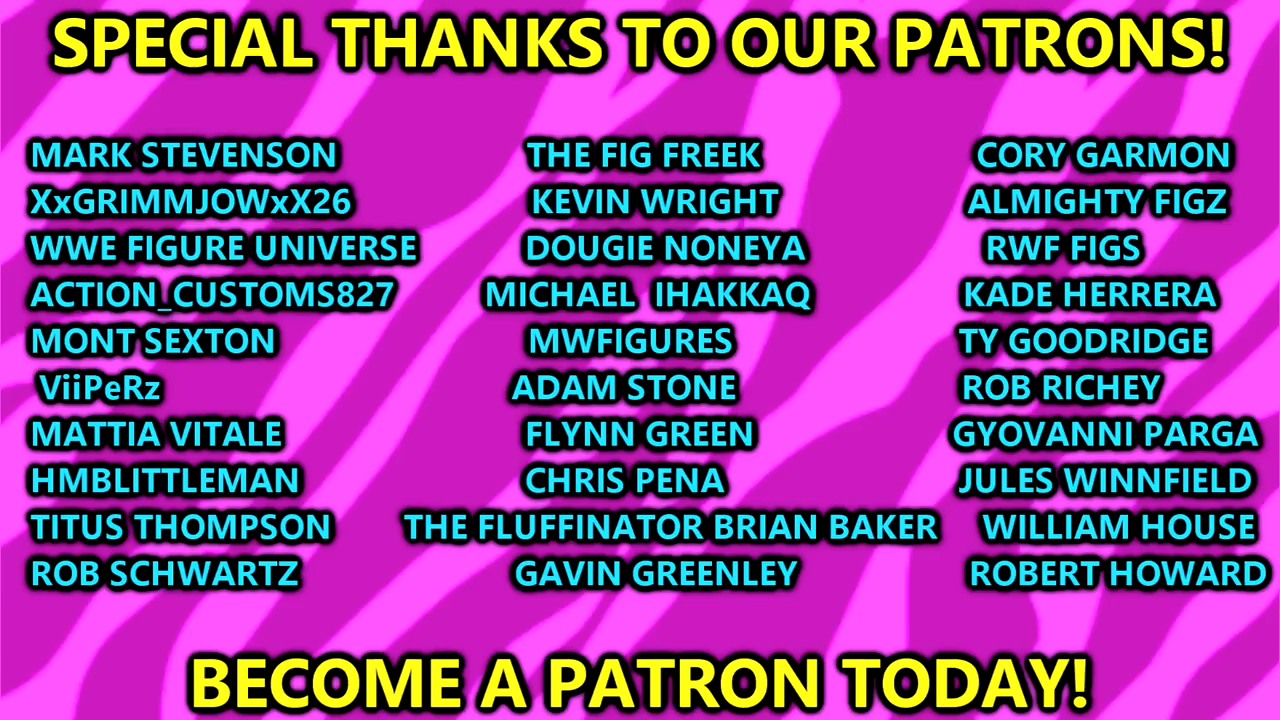 SPECIAL THANKS TO OUR PATRONS!
MARK STEVENSON THE FIG FREEK CORY GARMON
XxGRIMMJOWxX26 KEVIN WRIGHT ALMIGHTY FIGZ
WWE FIGURE UNIVERSE DOUGIE NONEYA RWF FIGS
ACTION_CUSTOMS827 MICHAEL IHAKKAQ KADE HERRERA
MONT SEXTON MWFIGURES TY GOODRIDGE
ViiPeRz ADAM STONE ROB RICHEY
MATTIA VITALE FLYNN GREEN GYOVANNI PARGA
HMBLITTLEMAN CHRIS PENA JULES WINNFIELD
TITUS THOMPSON THE FLUFFINATOR BRIAN BAKER WILLIAM HOUSE
ROB SCHWARTZ GAVIN GREENLEY ROBERT HOWARD
BECOME A PATRON TODAY!